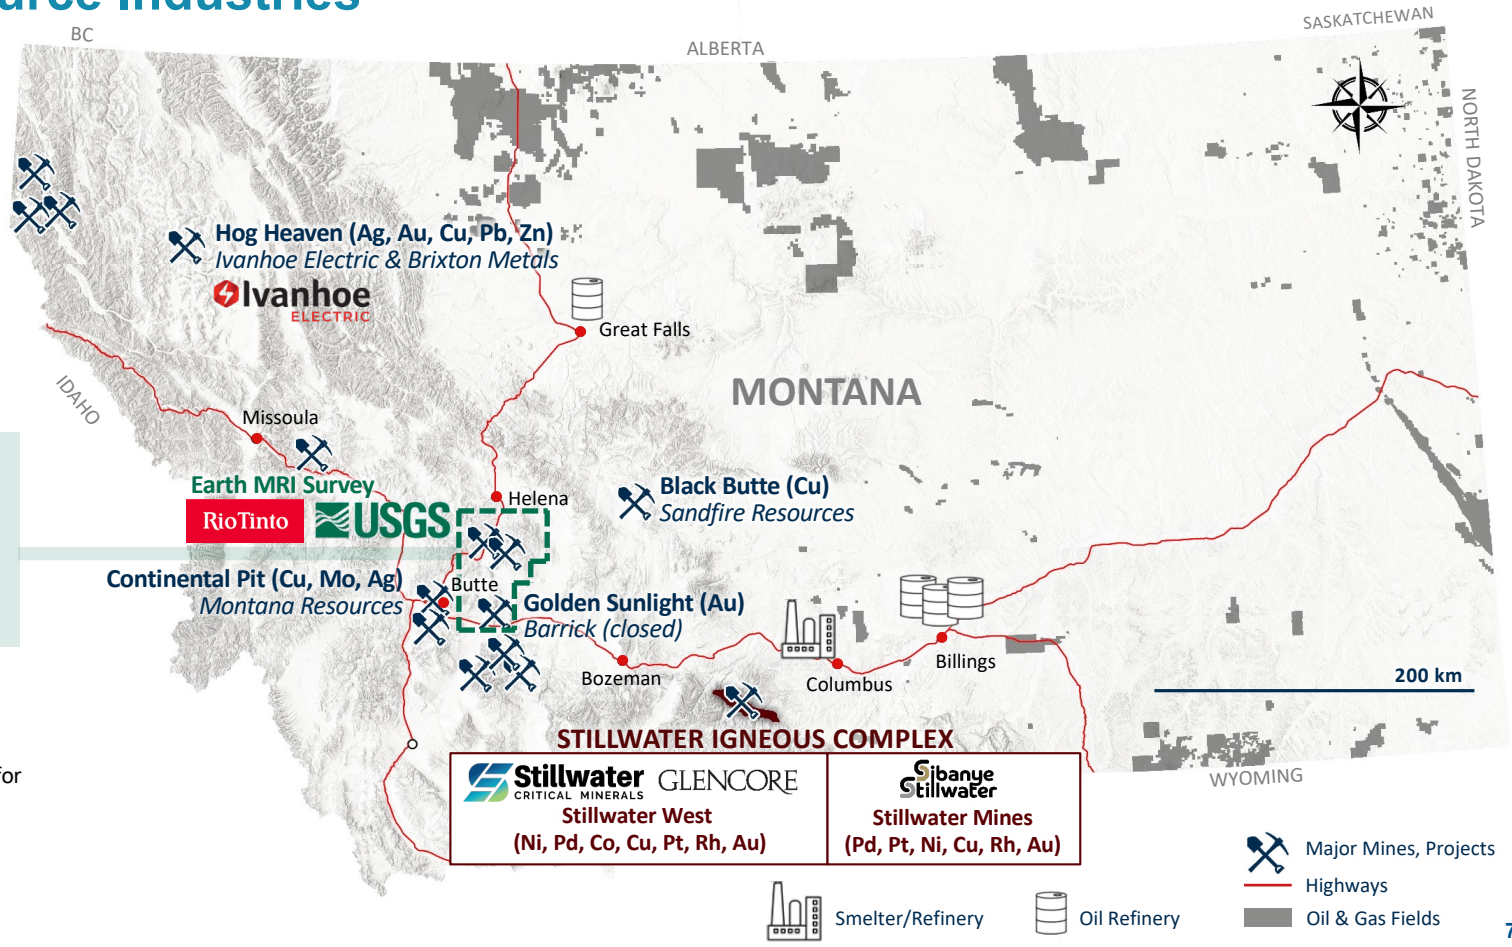 urce Industries
BC
ALBERTA
SASKATCHEWAN
NORTH DAKOTA
Hog Heaven (Ag, Au, Cu, Pb, Zn)
Ivanhoe Electric & Brixton Metals
Ivanhoe
ELECTRIC
Great Falls
MONTANA
IDAHO
Missoula
Earth MRI Survey
RioTinto
USGS
Helena
Black Butte (Cu)
Sandfire Resources
Continental Pit (Cu, Mo, Ag)
Montana Resources
Butte
Golden Sunlight (Au)
Barrick (closed)
Bozeman
Columbus
Billings
200 km
STILLWATER IGNEOUS COMPLEX
WYOMING
for
Stillwater
CRITICAL MINERALS
GLENCORE
Stillwater West
(Ni, Pd, Co, Cu, Pt, Rh, Au)
Sibanye
Stillwater
Stillwater Mines
(Pd, Pt, Ni, Cu, Rh, Au)
Major Mines, Projects
Highways
Smelter/Refinery
Oil Refinery
Oil & Gas Fields
7